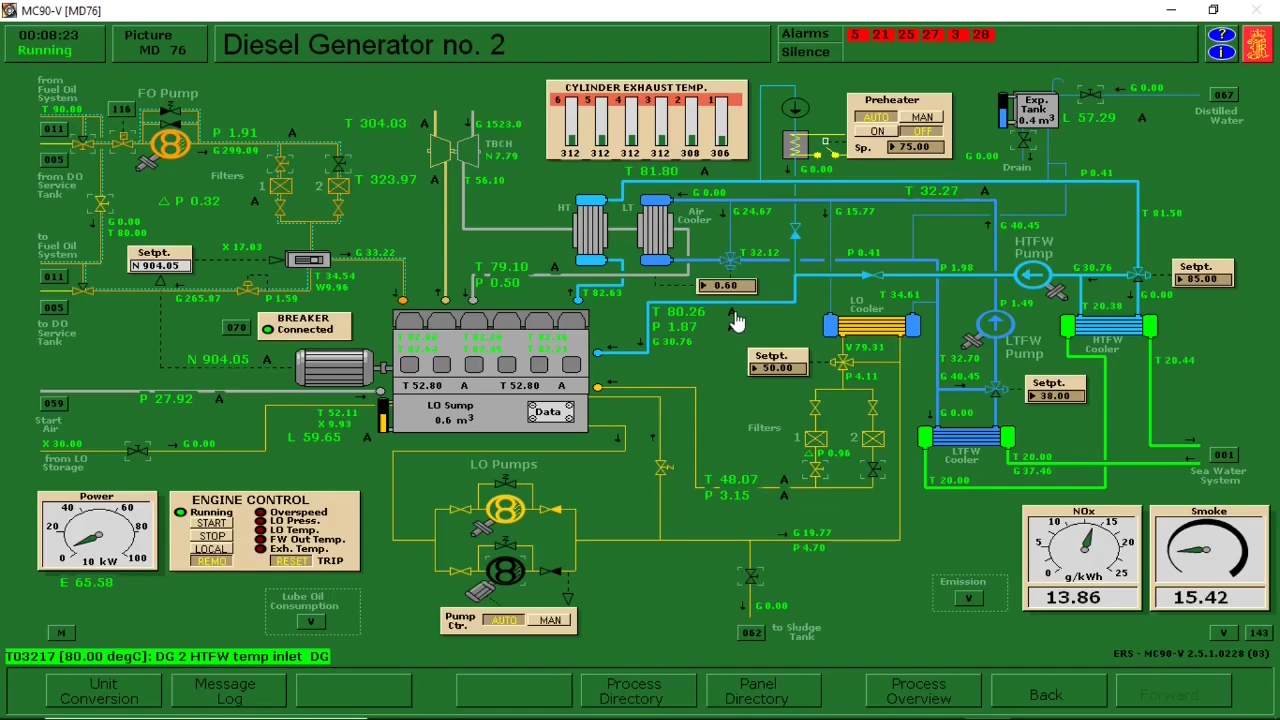 MC90-V [MD76]
00:08:23
Running
Picture
MD 76
Diesel Generator no. 2
Alarms
Silence
5 21 25 27 3 28
?
i
from
Fuel Oil
System
T 90.00
011
005
from DO
Service
Tank
116
FO Pump
P 1.91 A
G 299.09
Filters
1
2
△ P 0.32 A
G 0.00
T 80.00
to
Fuel Oil
System
011
005
to DO
Service
Tank
Setpt.
N 904.05
X 17.03
G 33.22
T 34.54
W9.96
G 265.87
P 1.59
T 304.03 A
G 1523.0
TBCH
N 7.79
T 323.97 A
T 56.10
CYLINDER EXHAUST TEMP.
6 5 4 3 2 1
312 312 312 312 308 306
T 81.80
Preheater
AUTO
MAN
ON
OFF
Sp.
75.00
G 0.00
G 0.00
Exp.
Tank
0.4 m3
L 57.29 A
Drain
G 0.00
067
Distilled
Water
P 0.41
HT
LT
Air
Cooler
G 0.00
G 24.67
G 15.77
T 32.27 A
T 81.50
G 40.45
HTFW
Pump
T 32.12
P 0.41
P 1.98
G 30.76
Setpt.
85.00
G 0.00
T 79.10 A
P 0.50
T 82.63
0.60
T 80.26 A
P 1.87
G 30.76
LO
Cooler
T 34.61
P 1.49
LTFW
Pump
T 20.38
HTFW
Cooler
T 20.44
070
BREAKER
Connected
N 904.05 A
T 52.80 A T 52.80 A
LO Sump
0.6 m3
Data
Setpt.
50.00
V 79.31
P 4.11
T 32.70
G 40.45
Setpt.
38.00
G 0.00
LTFW
Cooler
T 20.00
G 37.46
T 20.00
001
Sea Water
System
059
Start
Air
P 27.92 A
T 52.11
X 9.93
L 59.65 A
X 30.00
from LO
Storage
G 0.00
Filters
1
2
△ P 0.96 A
T 48.07 A
P 3.15 A
LO Pumps
G 19.77
P 4.70
G 0.00
062
to Sludge
Tank
Pump
Ctr.
AUTO
MAN
Power
0 20 40 60 80 100
10 kW
E 65.58
ENGINE CONTROL
Running
START
STOP
LOCAL
REMO
Overspeed
LO Press.
LO Temp.
FW Out Temp.
Exh. Temp.
RESET
TRIP
Lube Oil
Consumption
V
Emission
V
NOx
0 5 10 15 20 25
g/kWh
13.86
Smoke
15.42
M
V
143
T03217 [80.00 degC]: DG 2 HTFW temp inlet DG
ERS - MC90-V 2.5.1.0228 (03)
Unit
Conversion
Message
Log
Process
Directory
Panel
Directory
Process
Overview
Back
Forward